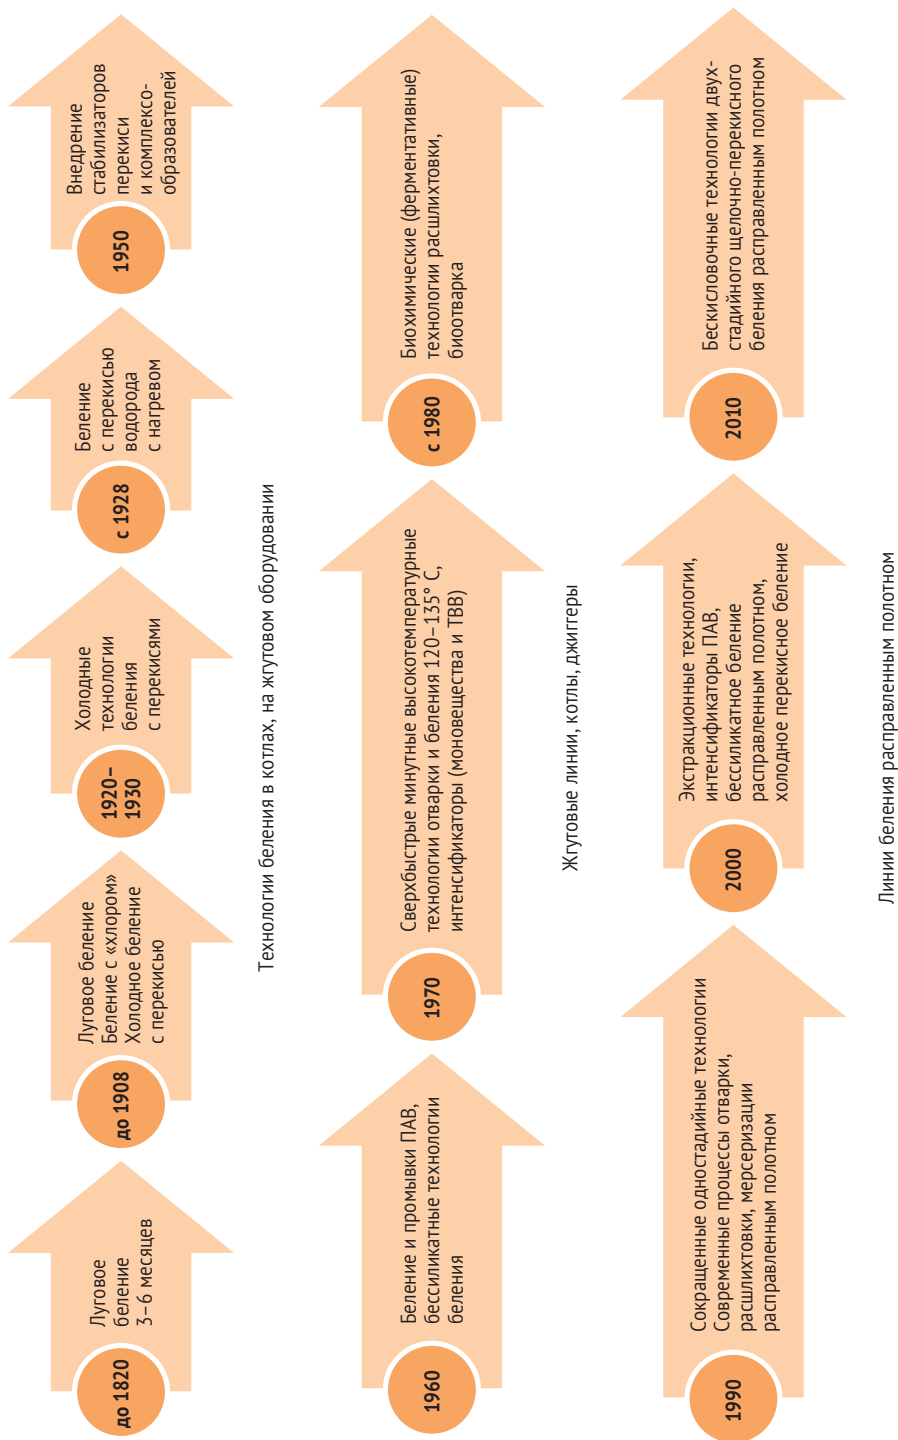 до 1820
Луговое
беление
3–6 месяцев
до 1908
Луговое беление
Беление с «хлором»
Холодное беление
с перекисью
1920–
1930
Холодные
технологии
беления
с перекисями
с 1928
Беление
с перекисью
водорода
с нагревом
1950
Внедрение
стабилизаторов
перекиси
и комплексо-
образователей
Технологии беления в котлах, на жгутовом оборудовании
1960
Беление и промывки ПАВ,
бессиликатные технологии
беления
1970
Сверхбыстрые минутные высокотемпературные
технологии отварки и беления 120–135° С,
интенсификаторы (моновещества и ТВВ)
с 1980
Биохимические (ферментативные)
технологии расшлихтовки,
биоотварка
Жгутовые линии, котлы, джиггеры
1990
Сокращенные одностадийные технологии
Современные процессы отварки,
расшлихтовки, мерсеризации
расправленным полотном
2000
Экстракционные технологии,
интенсификаторы ПАВ,
бессиликатное беление
расправленным полотном,
холодное перекисное беление
2010
Бескисловочные технологии двух-
стадийного щелочно-перекисного
беления расправленным полотном
Линии беления расправленным полотном